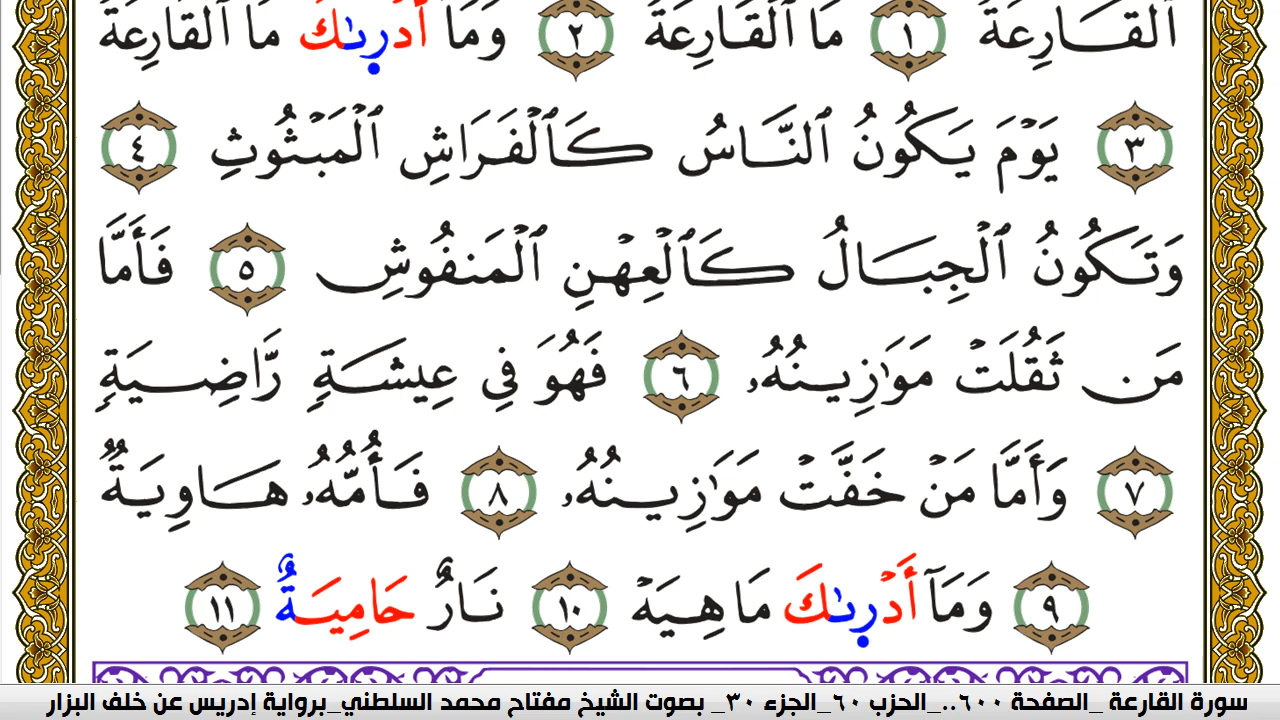 ٱلۡقَارِعَةُ ١ مَا ٱلۡقَارِعَةُ ٢ وَمَآ أَدۡرِىٰكَ مَا ٱلۡقَارِعَةُ
٣ يَوۡمَ يَكُونُ ٱلنَّاسُ كَٱلۡفَرَاشِ ٱلۡمَبۡثُوثِ ٤
وَتَكُونُ ٱلۡجِبَالُ كَٱلۡعِهۡنِ ٱلۡمَنفُوشِ ٥ فَأَمَّا
مَن ثَقُلَتۡ مَوَٰزِينُهُۥ ٦ فَهُوَ فِي عِيشَةٍ رَّاضِيَةٍ
٧ وَأَمَّا مَنۡ خَفَّتۡ مَوَٰزِينُهُۥ ٨ فَأُمُّهُۥ هَاوِيَةٌ
٩ وَمَآ أَدۡرِىٰكَ مَا هِيَهۡ ١٠ نَارٌ حَامِيَةٌ ١١
سورة القارعة _الصفحة ٦٠٠.._الحزب ٦٠_الجزء ٣٠_ بصوت الشيخ مفتاح محمد السلطني_برواية إدريس عن خلف البزار